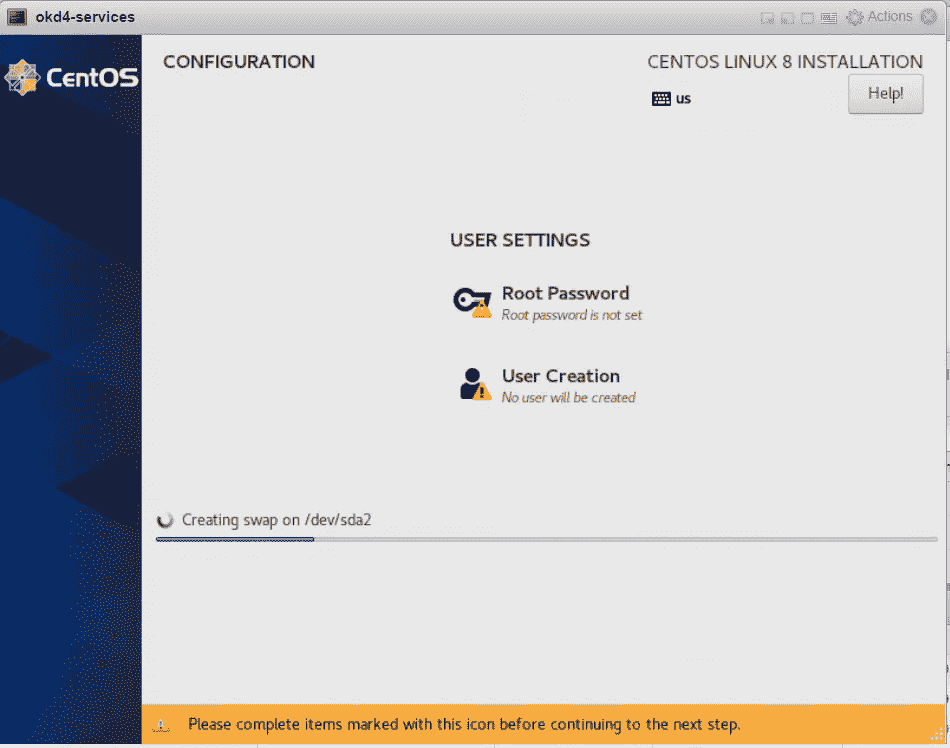 okd4-services
Actions
CentOS
CONFIGURATION
CENTOS LINUX 8 INSTALLATION
us
Help!
USER SETTINGS
Root Password
Root password is not set
User Creation
No user will be created
Creating swap on /dev/sda2
Please complete items marked with this icon before continuing to the next step.